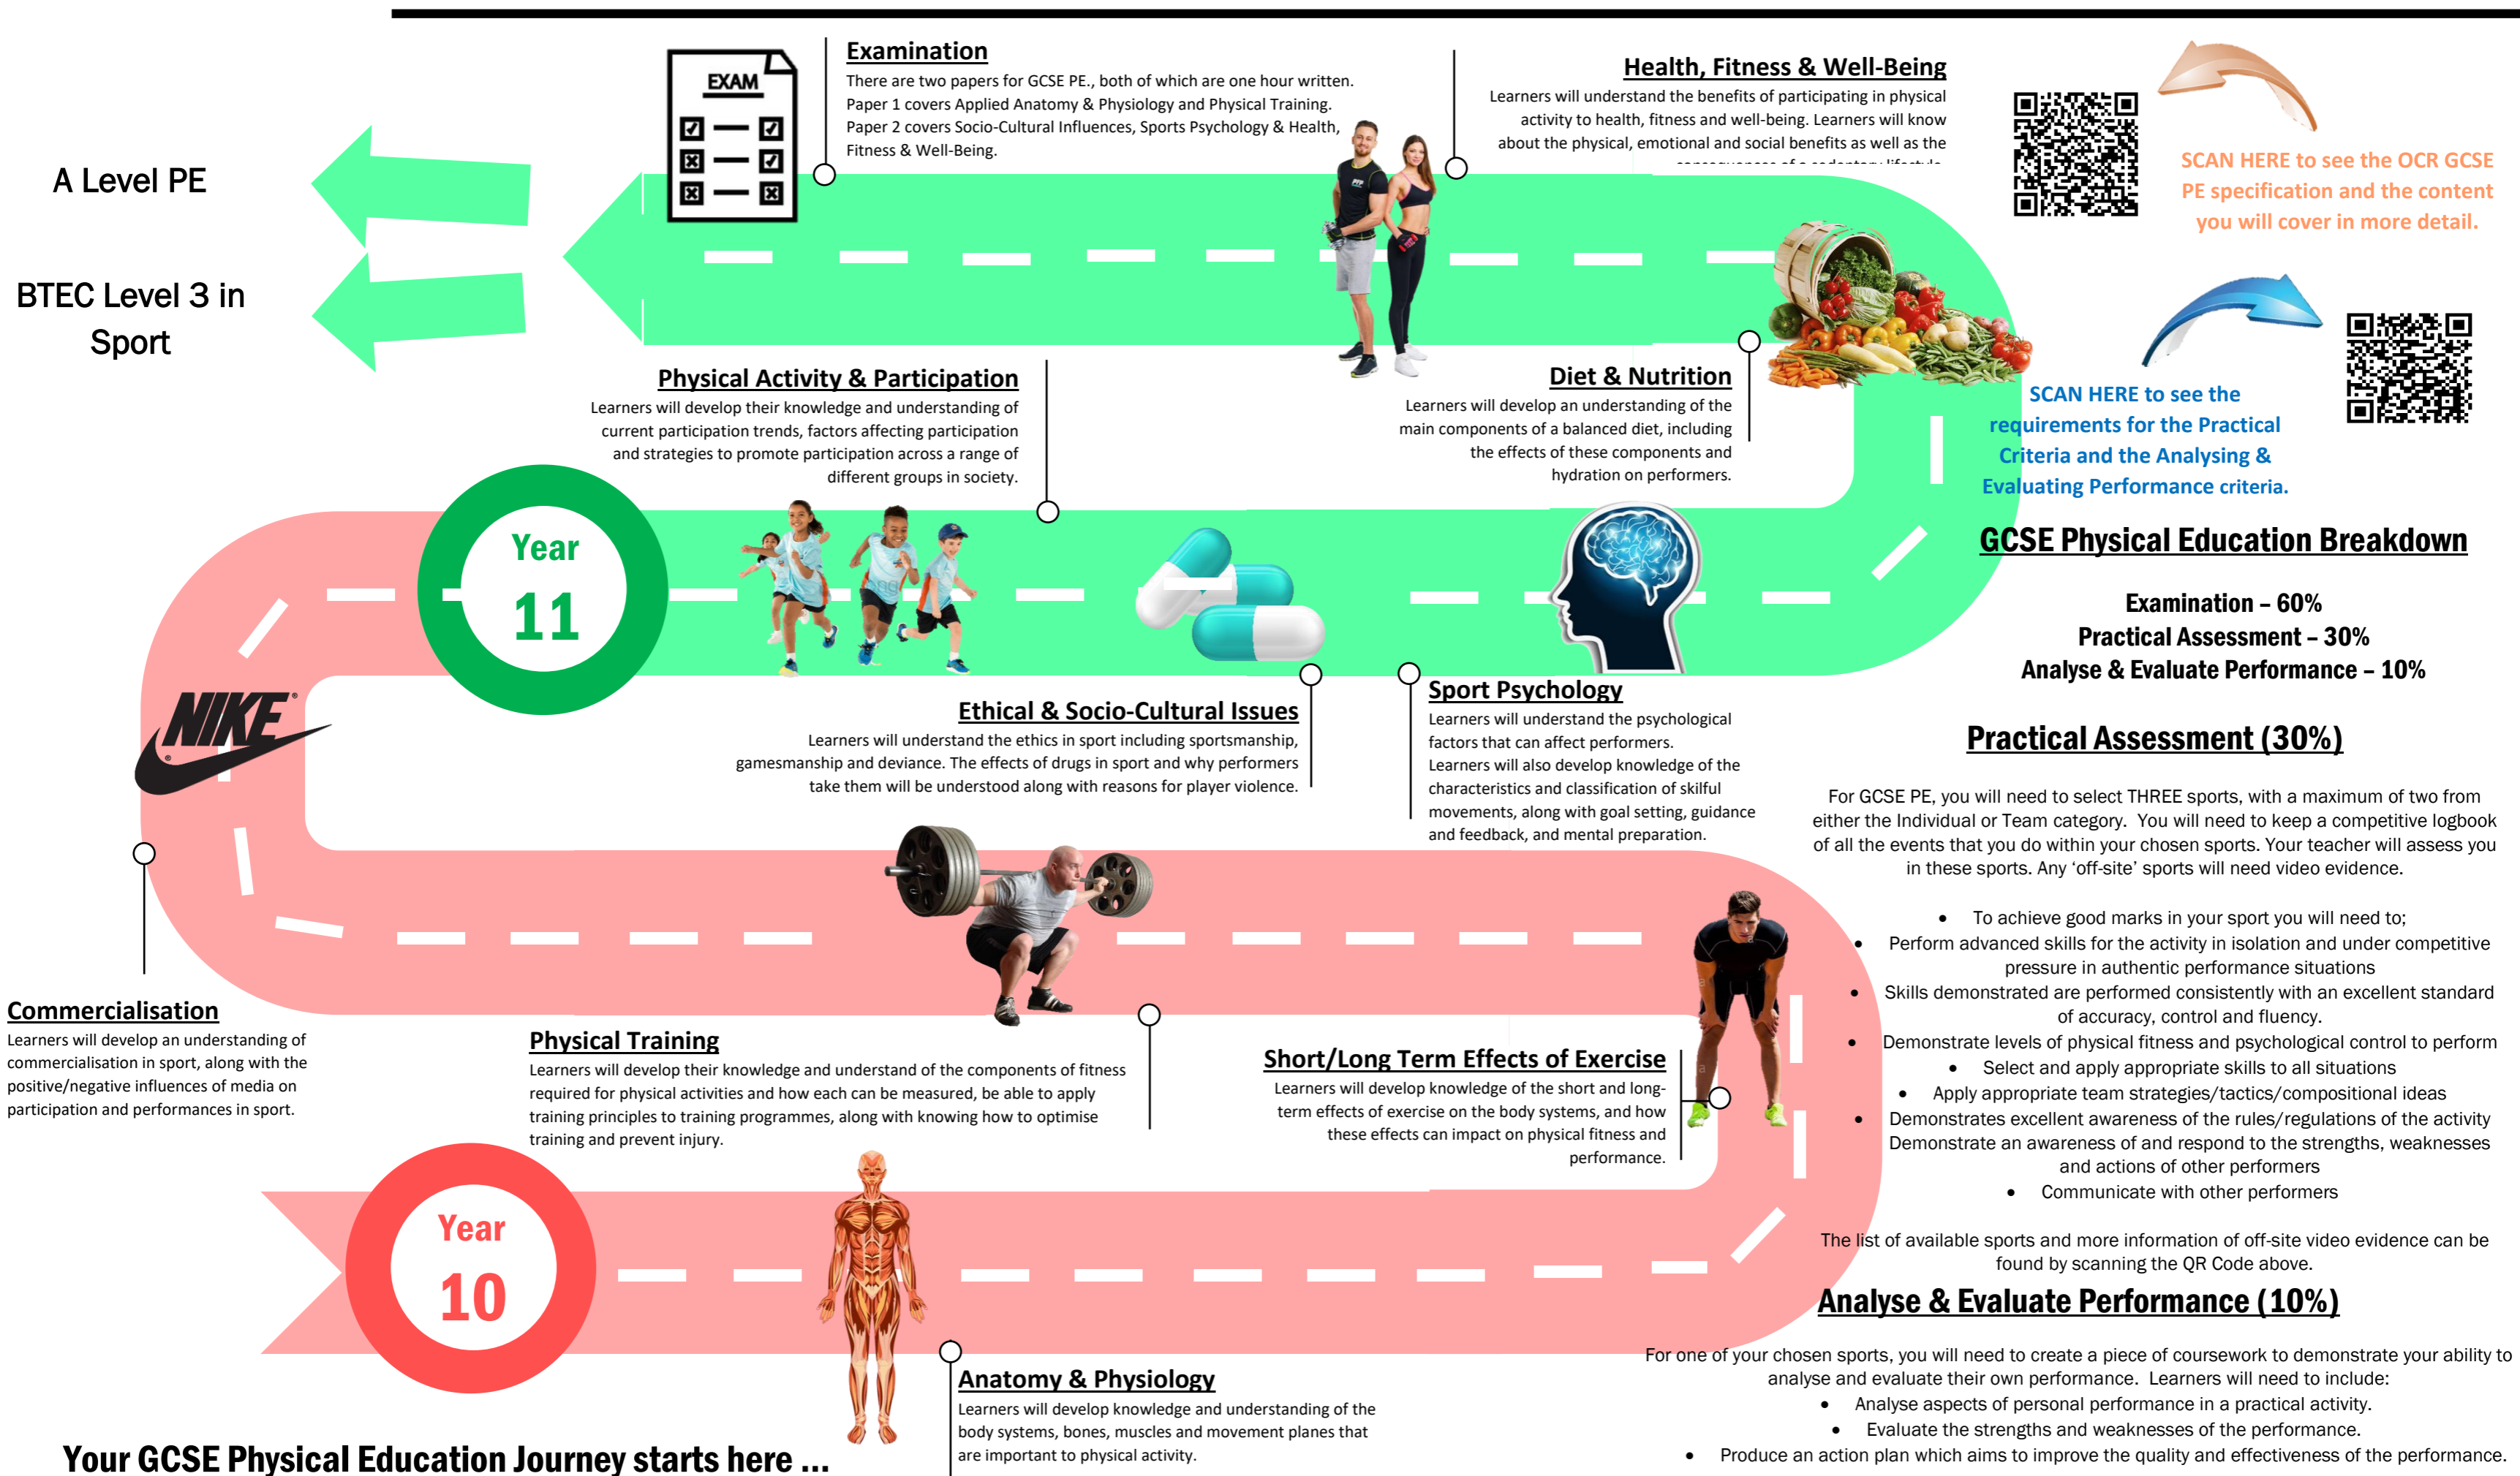 Examination
There are two papers for GCSE PE., both of which are one hour written.
Paper 1 covers Applied Anatomy & Physiology and Physical Training.
Paper 2 covers Socio-Cultural Influences, Sports Psychology & Health,
Fitness & Well-Being.
EXAM
Health, Fitness & Well-Being
Learners will understand the benefits of participating in physical
activity to health, fitness and well-being. Learners will know
about the physical, emotional and social benefits as well as the
consequences of a sedentary lifestyle.
SCAN HERE to see the OCR GCSE
PE specification and the content
you will cover in more detail.
A Level PE
BTEC Level 3 in
Sport
Physical Activity & Participation
Learners will develop their knowledge and understanding of
current participation trends, factors affecting participation
and strategies to promote participation across a range of
different groups in society.
Diet & Nutrition
Learners will develop an understanding of the
main components of a balanced diet, including
the effects of these components and
hydration on performers.
SCAN HERE to see the
requirements for the Practical
Criteria and the Analysing &
Evaluating Performance criteria.
Year
11
GCSE Physical Education Breakdown
Examination – 60%
Practical Assessment – 30%
Analyse & Evaluate Performance – 10%
NIKE
Ethical & Socio-Cultural Issues
Learners will understand the ethics in sport including sportsmanship,
gamesmanship and deviance. The effects of drugs in sport and why performers
take them will be understood along with reasons for player violence.
Sport Psychology
Learners will understand the psychological
factors that can affect performers.
Learners will also develop knowledge of the
characteristics and classification of skilful
movements, along with goal setting, guidance
and feedback, and mental preparation.
Practical Assessment (30%)
For GCSE PE, you will need to select THREE sports, with a maximum of two from
either the Individual or Team category. You will need to keep a competitive logbook
of all the events that you do within your chosen sports. Your teacher will assess you
in these sports. Any ‘off-site’ sports will need video evidence.
• To achieve good marks in your sport you will need to;
• Perform advanced skills for the activity in isolation and under competitive
pressure in authentic performance situations
• Skills demonstrated are performed consistently with an excellent standard
of accuracy, control and fluency.
• Demonstrate levels of physical fitness and psychological control to perform
• Select and apply appropriate skills to all situations
• Apply appropriate team strategies/tactics/compositional ideas
• Demonstrates excellent awareness of the rules/regulations of the activity
Demonstrate an awareness of and respond to the strengths, weaknesses
and actions of other performers
• Communicate with other performers
The list of available sports and more information of off-site video evidence can be
found by scanning the QR Code above.
Commercialisation
Learners will develop an understanding of
commercialisation in sport, along with the
positive/negative influences of media on
participation and performances in sport.
Physical Training
Learners will develop their knowledge and understand of the components of fitness
required for physical activities and how each can be measured, be able to apply
training principles to training programmes, along with knowing how to optimise
training and prevent injury.
Short/Long Term Effects of Exercise
Learners will develop knowledge of the short and long-
term effects of exercise on the body systems, and how
these effects can impact on physical fitness and
performance.
Year
10
Analyse & Evaluate Performance (10%)
For one of your chosen sports, you will need to create a piece of coursework to demonstrate your ability to
analyse and evaluate their own performance. Learners will need to include:
• Analyse aspects of personal performance in a practical activity.
• Evaluate the strengths and weaknesses of the performance.
• Produce an action plan which aims to improve the quality and effectiveness of the performance.
Anatomy & Physiology
Learners will develop knowledge and understanding of the
body systems, bones, muscles and movement planes that
are important to physical activity.
Your GCSE Physical Education Journey starts here ...